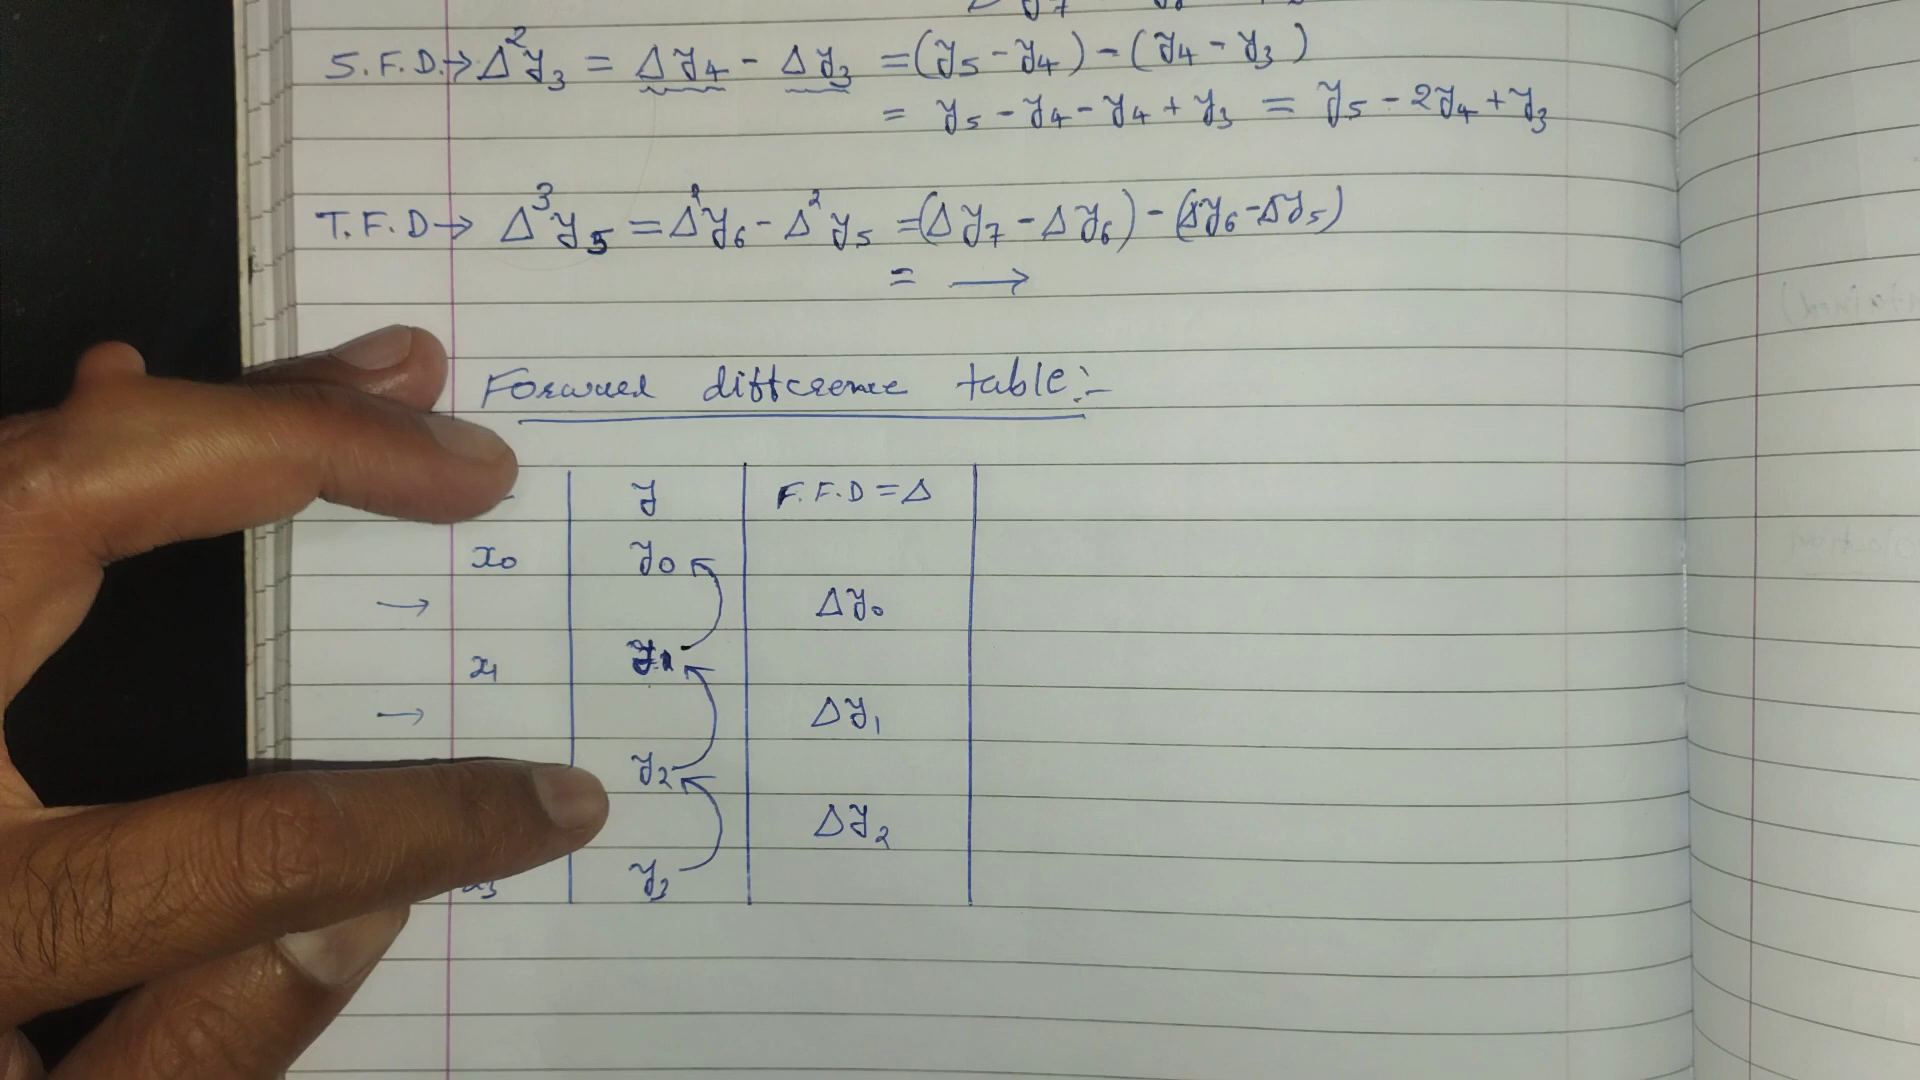 S.F.D.→ Δ²y₃ = Δy₄ - Δy₃ = (y₅ - y₄) - (y₄ - y₃)
= y₅ - y₄ - y₄ + y₃ = y₅ - 2y₄ + y₃
T.F.D→ Δ³y₅ = Δ²y₆ - Δ²y₅ = (Δy₇ - Δy₆) - (Δy₆ - Δy₅)
= →
Forward difference table:-
y F.F.D = Δ
x₀ y₀
→ Δy₀
x₁ y₁
→ Δy₁
y₂
Δy₂
x₃ y₃